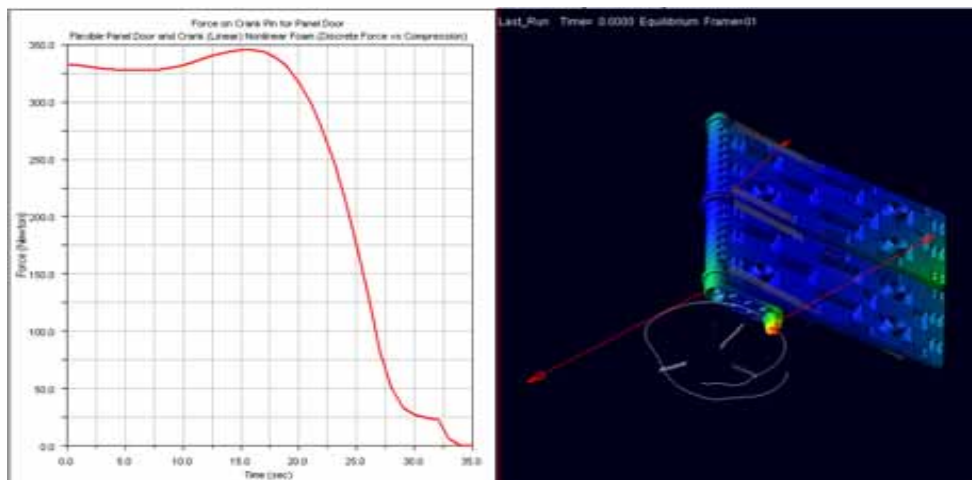 Force on Crank Pin for Panel Door
Flexible Panel Door and Crank (Linear) Nonlinear Foam (Discrete Force vs Compression)
350.0
300.0
250.0
200.0
150.0
100.0
50.0
0.0
Force (Newton)
0.0 5.0 10.0 15.0 20.0 25.0 30.0 35.0
Time (sec)
Last_Run Time= 0.0000 Equilibrium Frame=01